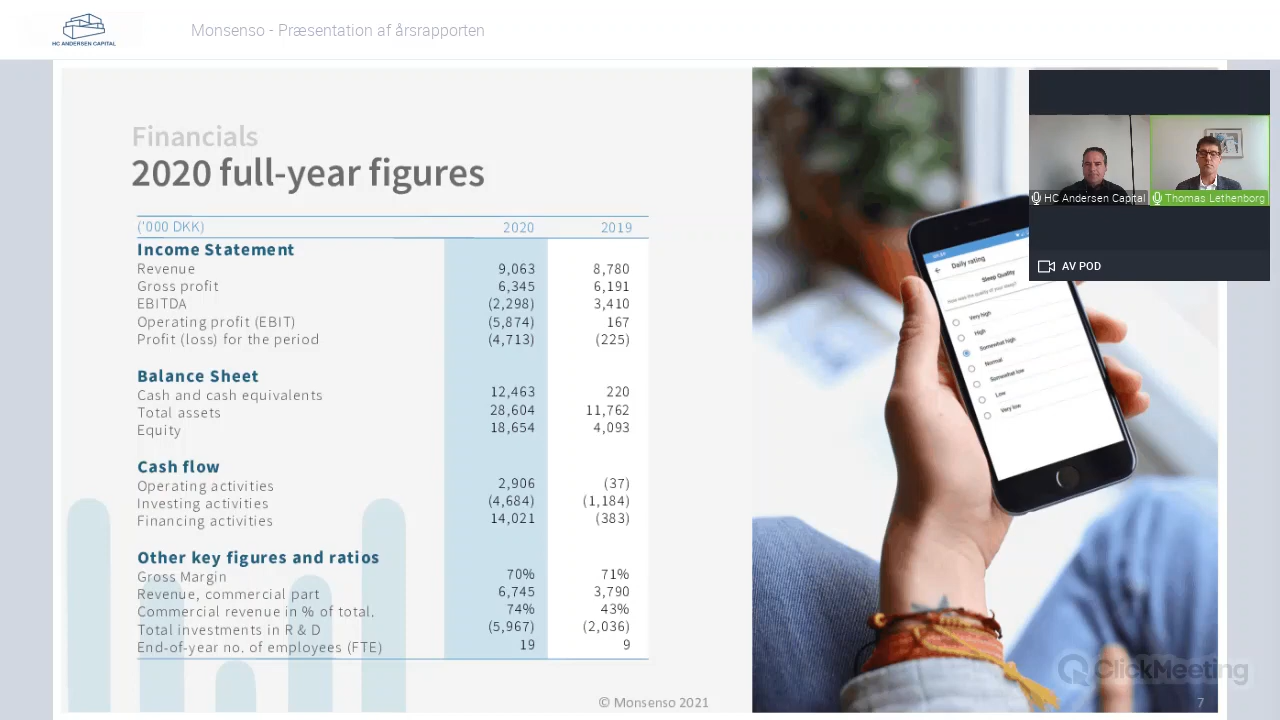 HC ANDERSEN CAPITAL
Monsenso - Præsentation af årsrapporten
Financials
2020 full-year figures
('000 DKK) 2020 2019
Income Statement
Revenue 9,063 8,780
Gross profit 6,345 6,191
EBITDA (2,298) 3,410
Operating profit (EBIT) (5,874) 167
Profit (loss) for the period (4,713) (225)
Balance Sheet
Cash and cash equivalents 12,463 220
Total assets 28,604 11,762
Equity 18,654 4,093
Cash flow
Operating activities 2,906 (37)
Investing activities (4,684) (1,184)
Financing activities 14,021 (383)
Other key figures and ratios
Gross Margin 70% 71%
Revenue, commercial part 6,745 3,790
Commercial revenue in % of total. 74% 43%
Total investments in R & D (5,967) (2,036)
End-of-year no. of employees (FTE) 19 9
© Monsenso 2021
7
HC Andersen Capital
Thomas Lethenborg
AV POD
Daily rating
Sleep Quality
How was the quality of your sleep?
Very high
High
Somewhat high
Normal
Somewhat low
Low
Very low
ClickMeeting